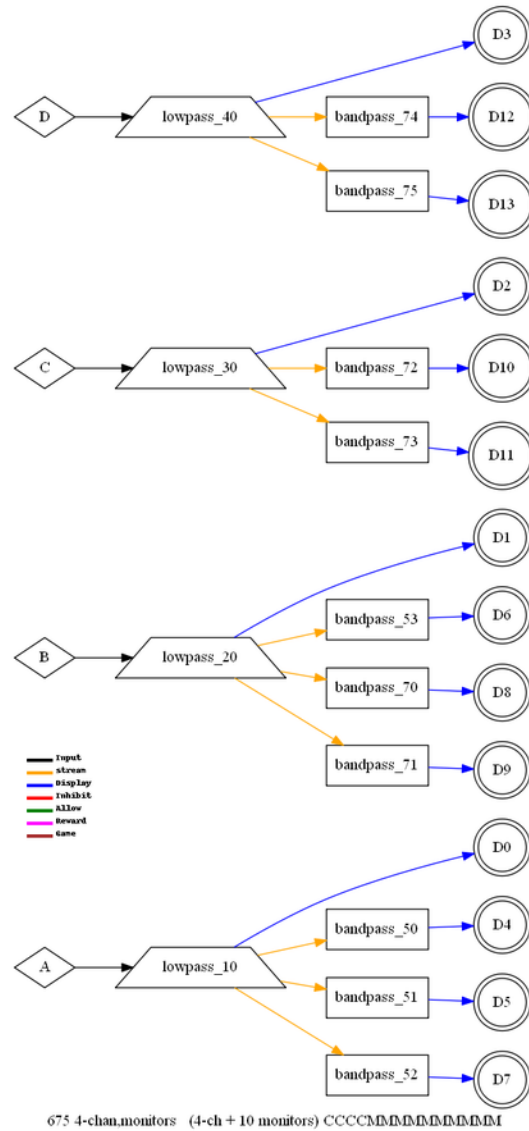 D3
D lowpass_40 bandpass_74 D12
bandpass_75 D13
D2
C lowpass_30 bandpass_72 D10
bandpass_73 D11
D1
bandpass_53 D6
B lowpass_20
bandpass_70 D8
bandpass_71 D9
Input
stream
Display
Inhibit
Allow
Reward
Game
D0
bandpass_50 D4
A lowpass_10
bandpass_51 D5
bandpass_52 D7
675 4-chan,monitors (4-ch + 10 monitors) CCCCMMMMMMMMMM